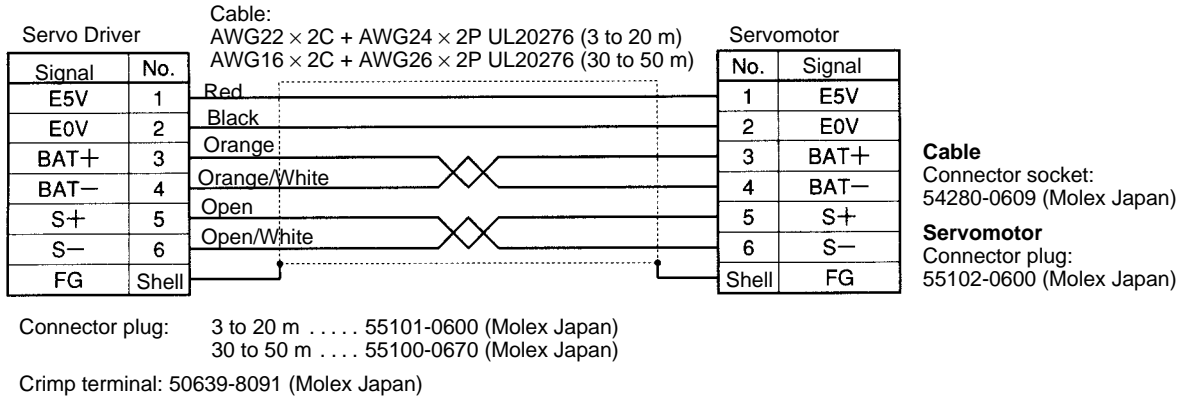 Cable:
AWG22 × 2C + AWG24 × 2P UL20276 (3 to 20 m)
AWG16 × 2C + AWG26 × 2P UL20276 (30 to 50 m)
Servo Driver
Servomotor
Signal No.
No. Signal
E5V 1 Red 1 E5V
E0V 2 Black 2 E0V
BAT+ 3 Orange 3 BAT+
BAT− 4 Orange/White 4 BAT−
S+ 5 Open 5 S+
S− 6 Open/White 6 S−
FG Shell Shell FG
Cable
Connector socket:
54280-0609 (Molex Japan)
Servomotor
Connector plug:
55102-0600 (Molex Japan)
Connector plug: 3 to 20 m . . . . . 55101-0600 (Molex Japan)
30 to 50 m . . . . 55100-0670 (Molex Japan)
Crimp terminal: 50639-8091 (Molex Japan)